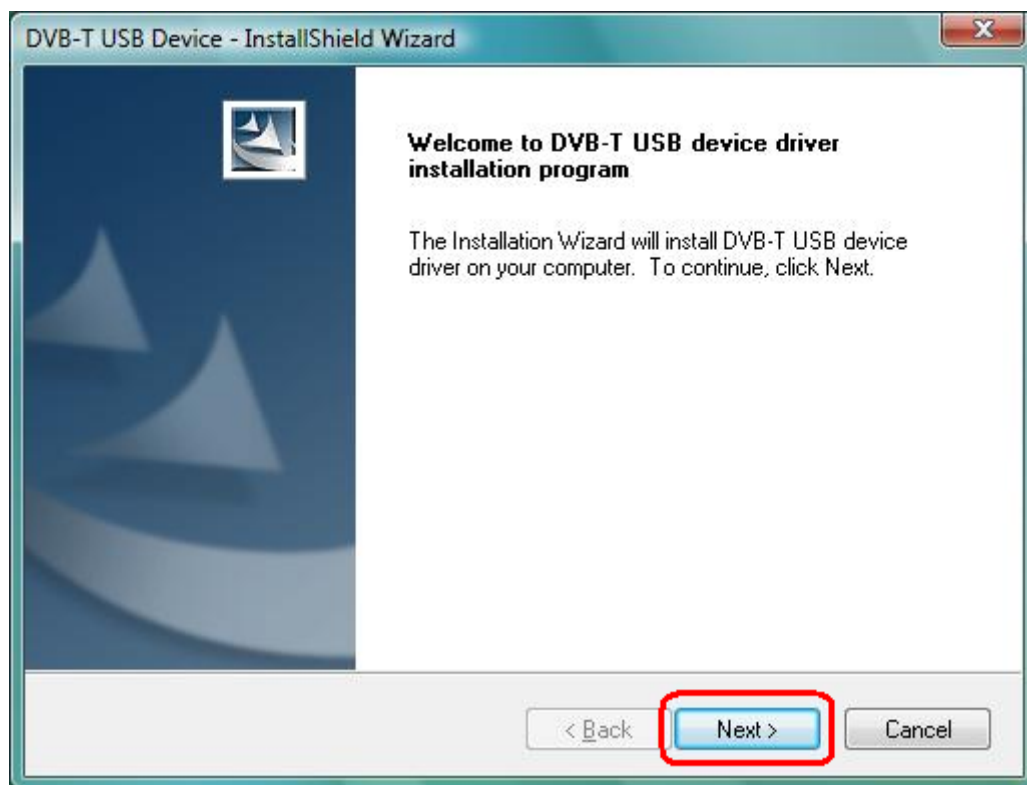 DVB-T USB Device - InstallShield Wizard
Welcome to DVB-T USB device driver
installation program
The Installation Wizard will install DVB-T USB device
driver on your computer. To continue, click Next.
< Back
Next >
Cancel